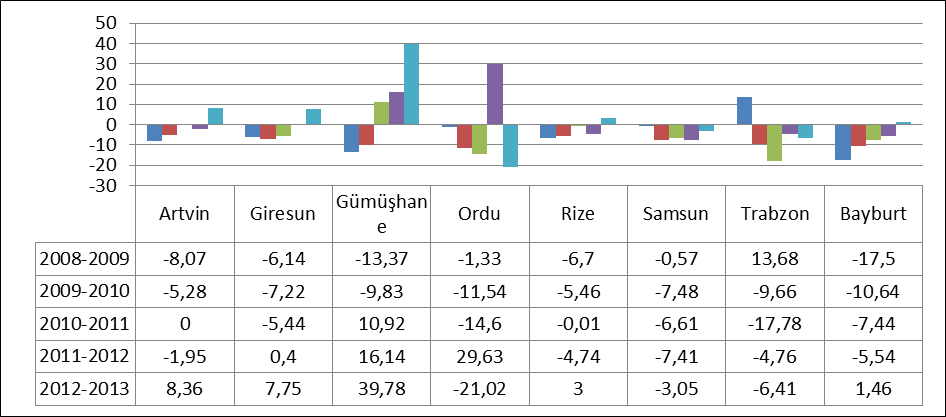 50
40
30
20
10
0
-10
-20
-30
Artvin Giresun Gümüşhan
e Ordu Rize Samsun Trabzon Bayburt
2008-2009 -8,07 -6,14 -13,37 -1,33 -6,7 -0,57 13,68 -17,5
2009-2010 -5,28 -7,22 -9,83 -11,54 -5,46 -7,48 -9,66 -10,64
2010-2011 0 -5,44 10,92 -14,6 -0,01 -6,61 -17,78 -7,44
2011-2012 -1,95 0,4 16,14 29,63 -4,74 -7,41 -4,76 -5,54
2012-2013 8,36 7,75 39,78 -21,02 3 -3,05 -6,41 1,46